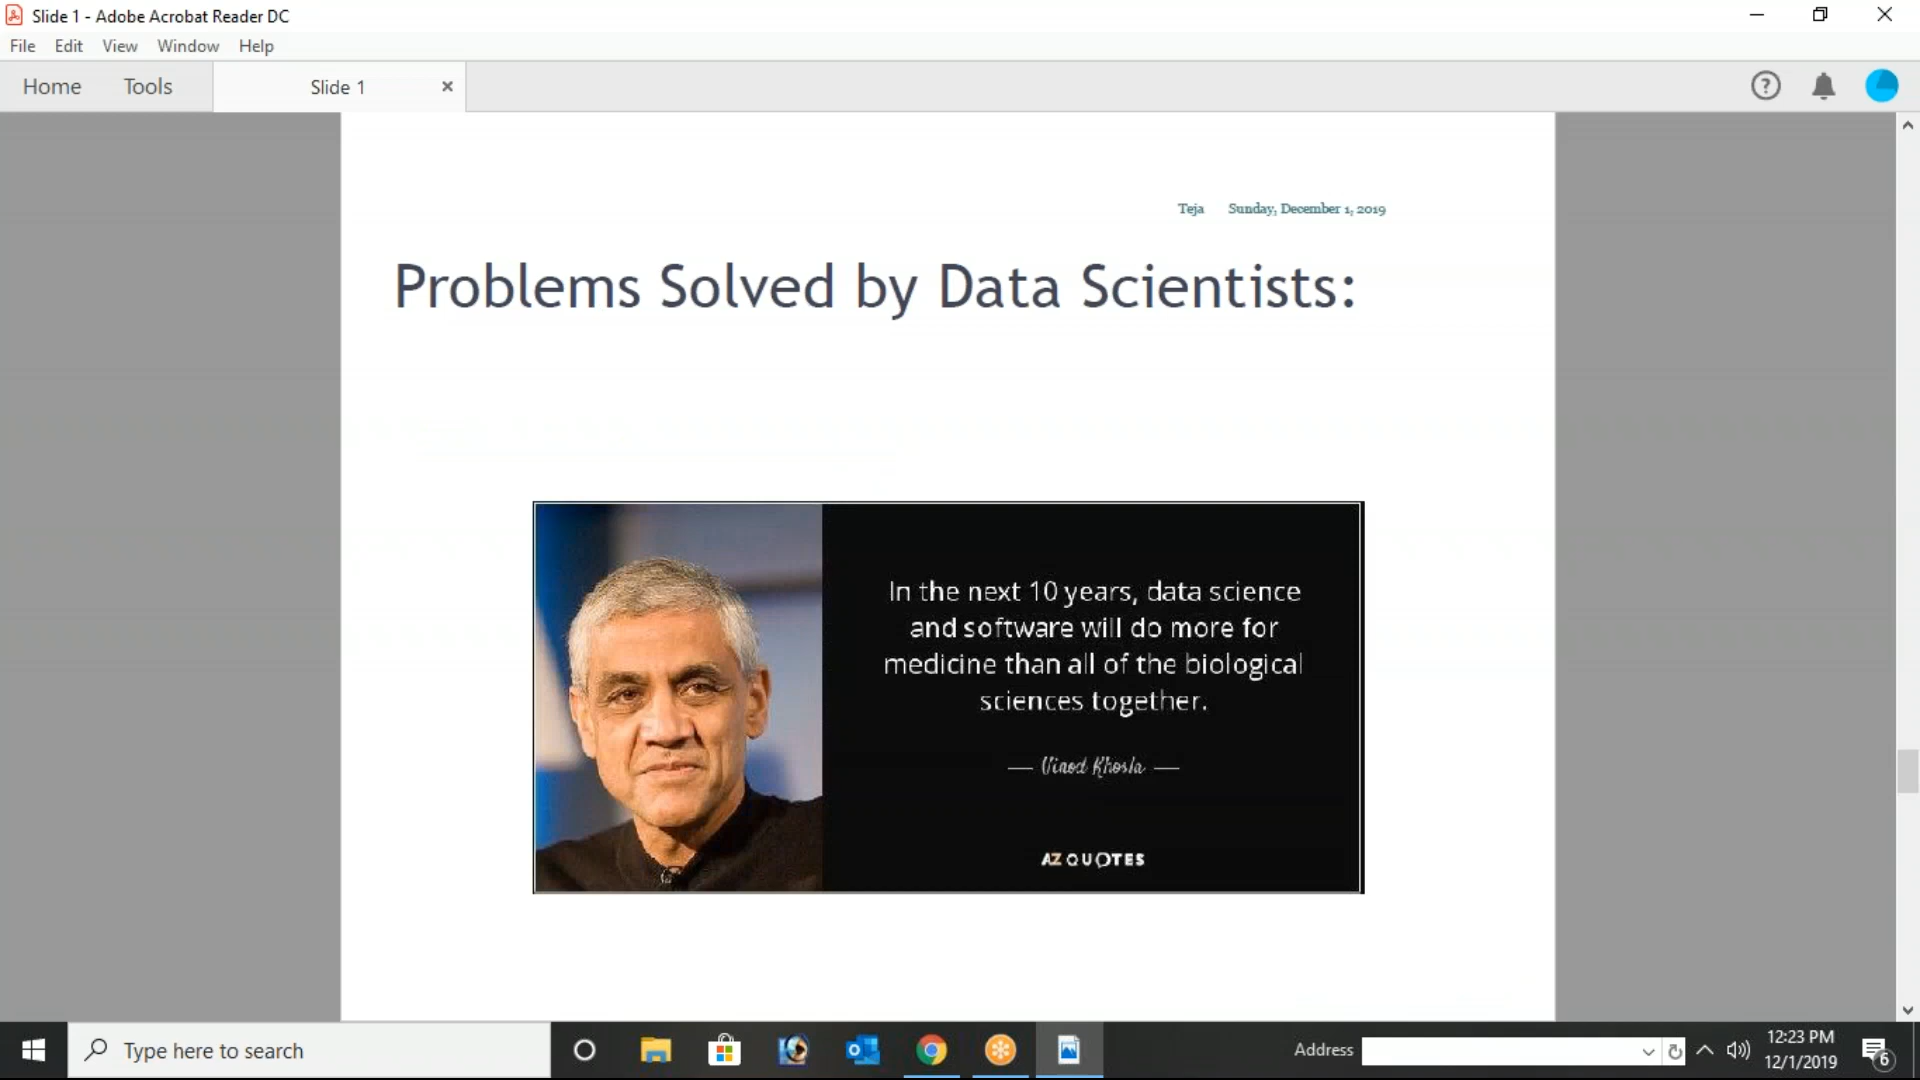 Slide 1 - Adobe Acrobat Reader DC
File Edit View Window Help
Home Tools Slide 1
Teja Sunday, December 1, 2019
Problems Solved by Data Scientists:
In the next 10 years, data science
and software will do more for
medicine than all of the biological
sciences together.
— Vinod Khosla —
AZ QUOTES
Type here to search
Address
12:23 PM
12/1/2019
6